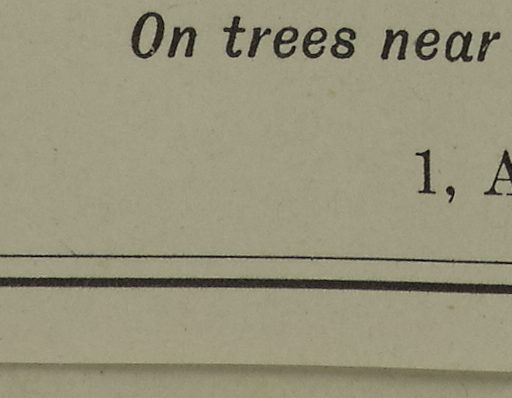 On trees near
1, A